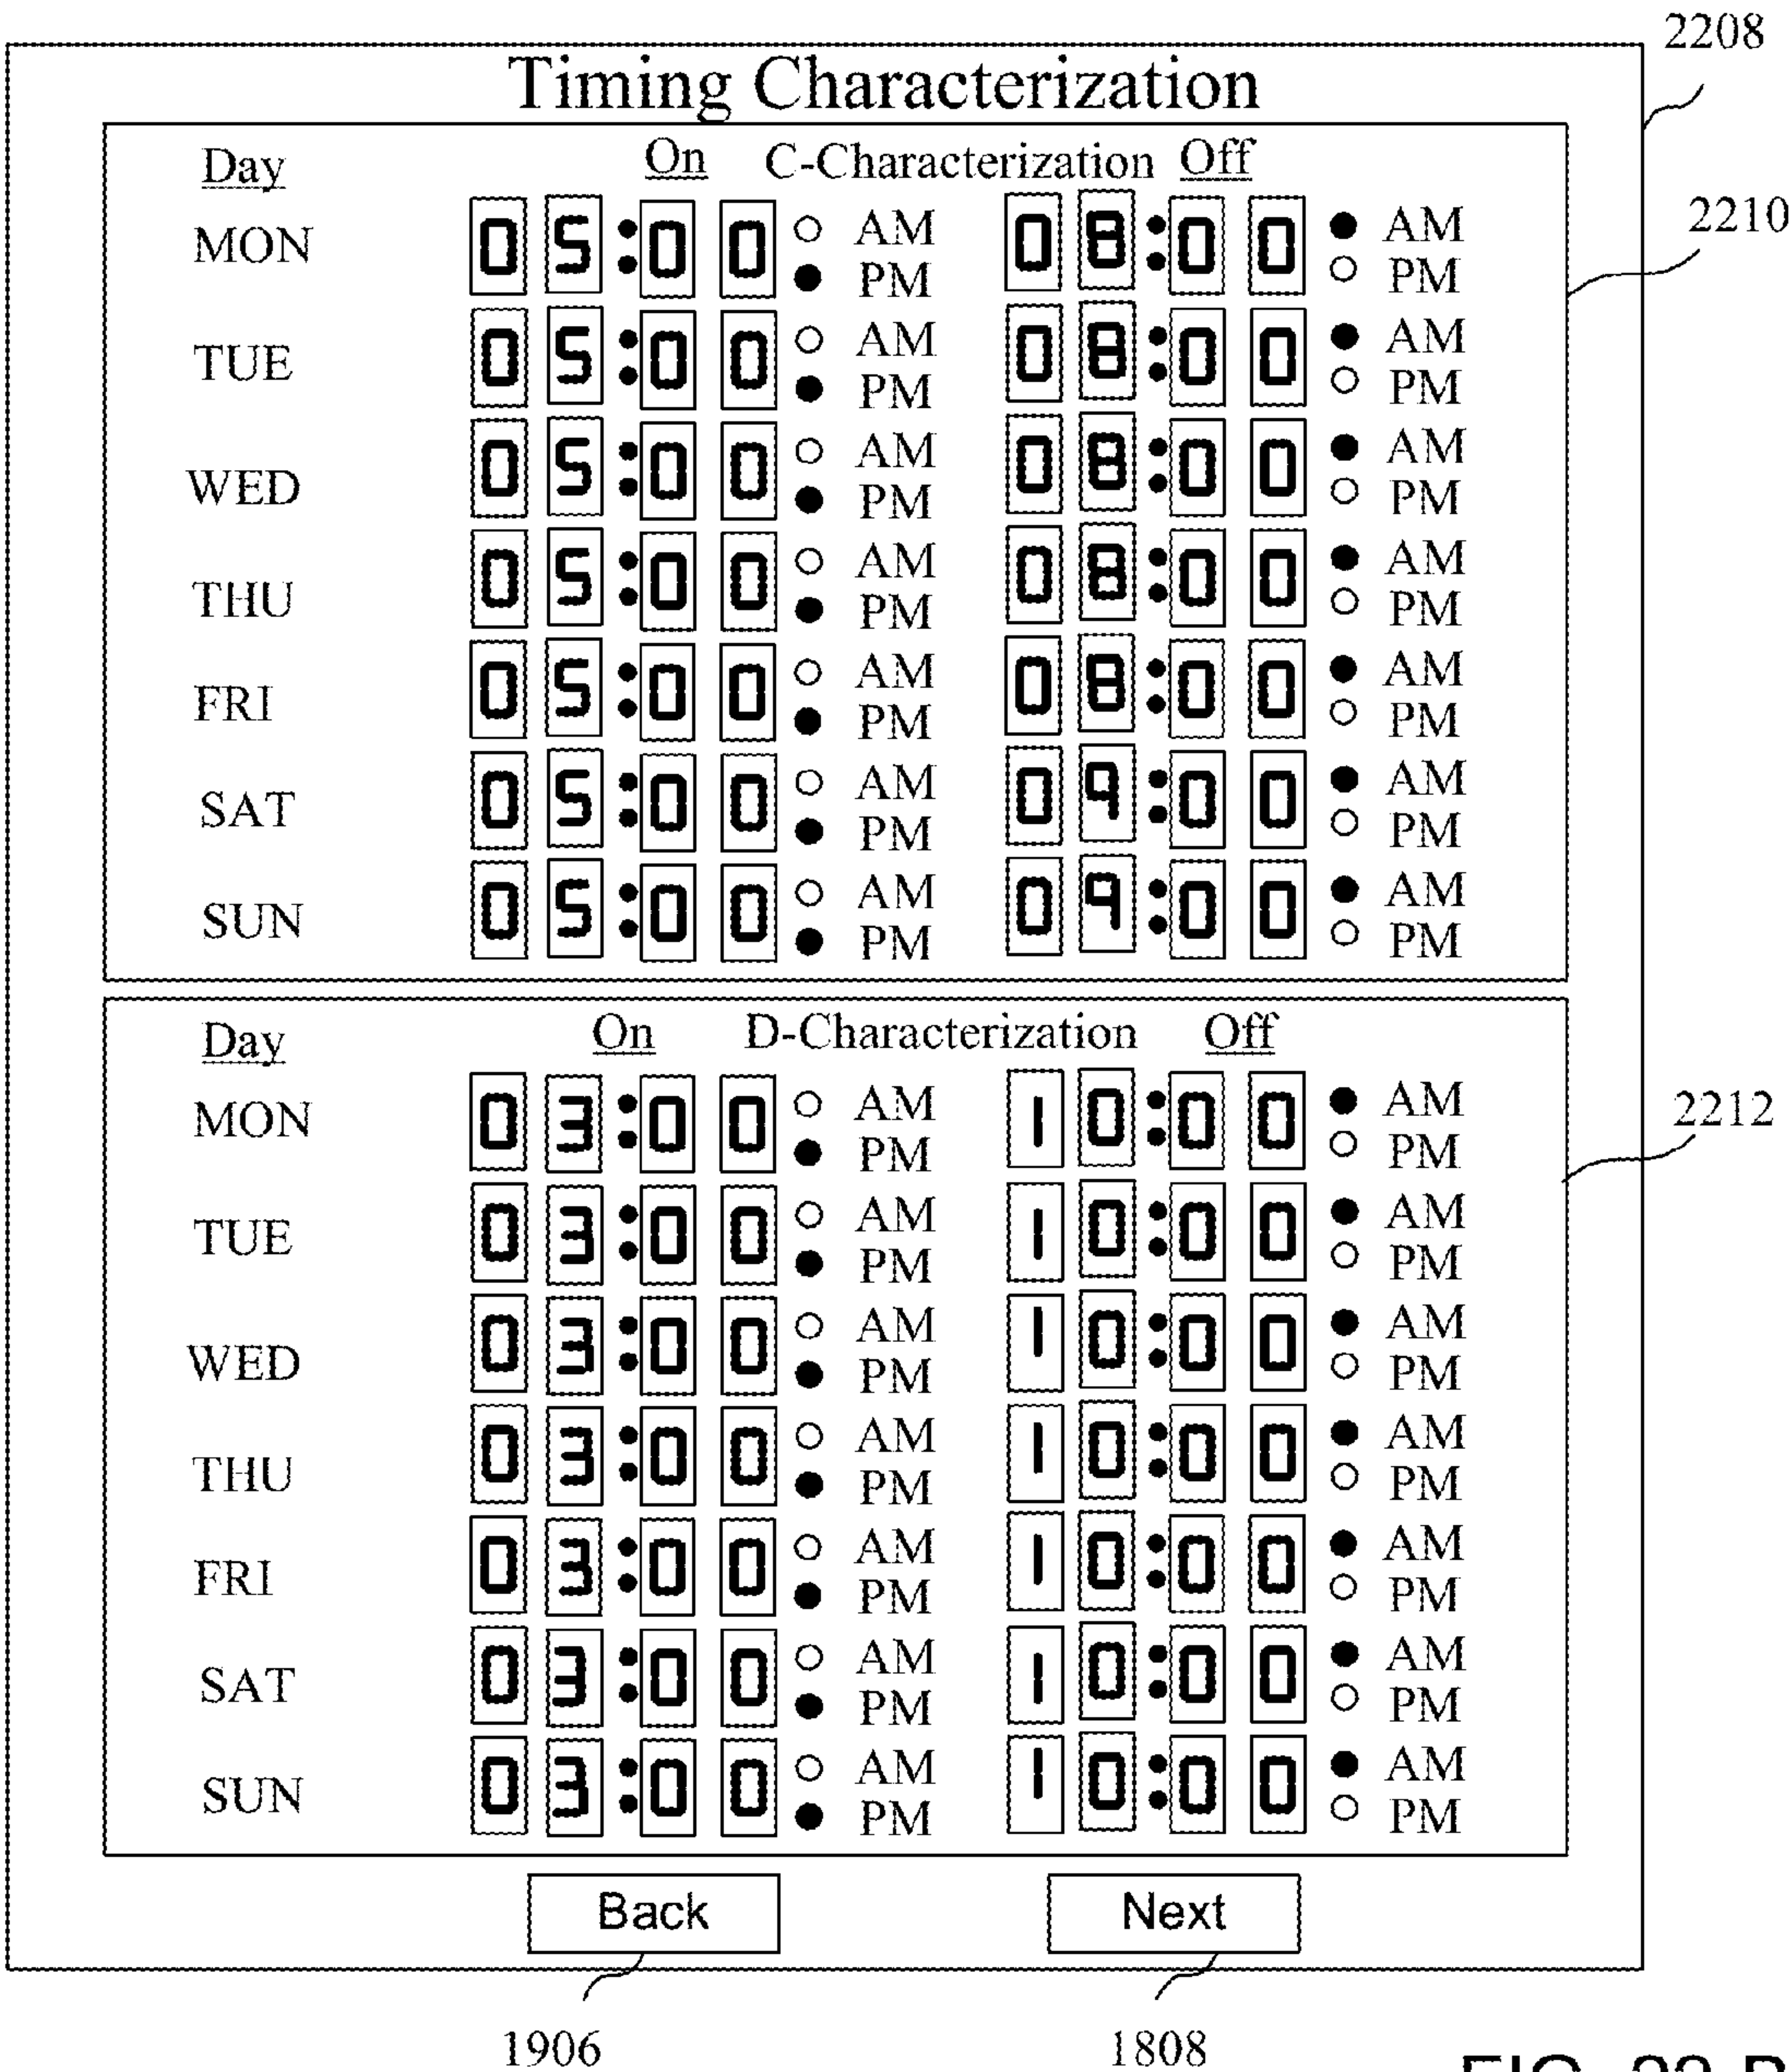 2208
Timing Characterization
Day On C-Characterization Off
2210
MON 05:00 AM 08:00 AM
PM PM
TUE 05:00 AM 08:00 AM
PM PM
WED 05:00 AM 08:00 AM
PM PM
THU 05:00 AM 08:00 AM
PM PM
FRI 05:00 AM 08:00 AM
PM PM
SAT 05:00 AM 09:00 AM
PM PM
SUN 05:00 AM 09:00 AM
PM PM
Day On D-Characterization Off
2212
MON 03:00 AM 10:00 AM
PM PM
TUE 03:00 AM 10:00 AM
PM PM
WED 03:00 AM 10:00 AM
PM PM
THU 03:00 AM 10:00 AM
PM PM
FRI 03:00 AM 10:00 AM
PM PM
SAT 03:00 AM 10:00 AM
PM PM
SUN 03:00 AM 10:00 AM
PM PM
Back Next
1906 1808